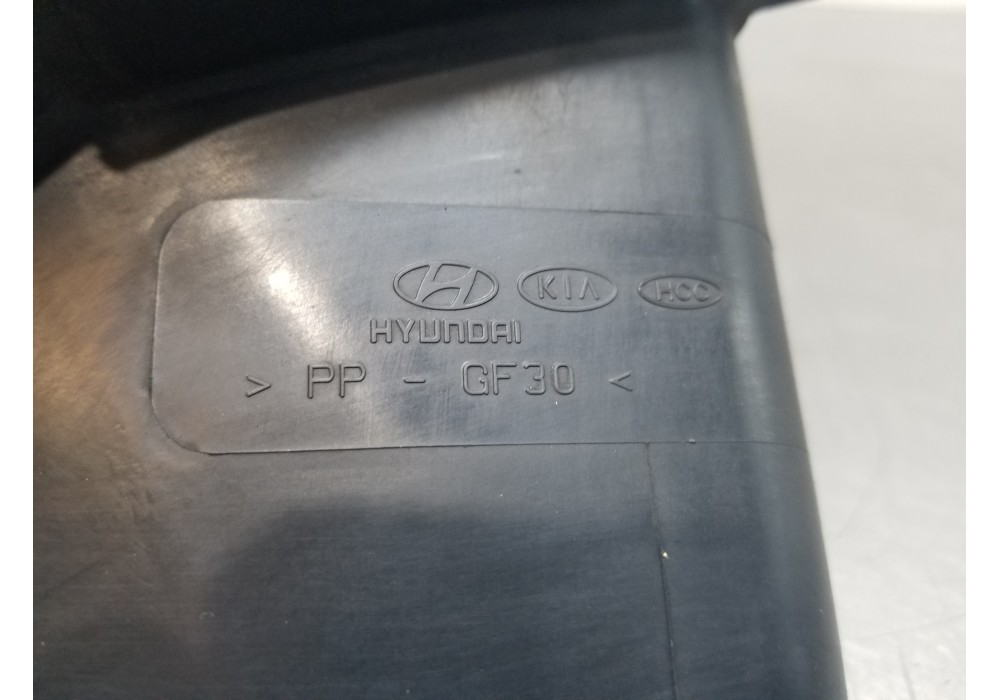 KIA HCC
HYUNDAI
> PP - GF30 <